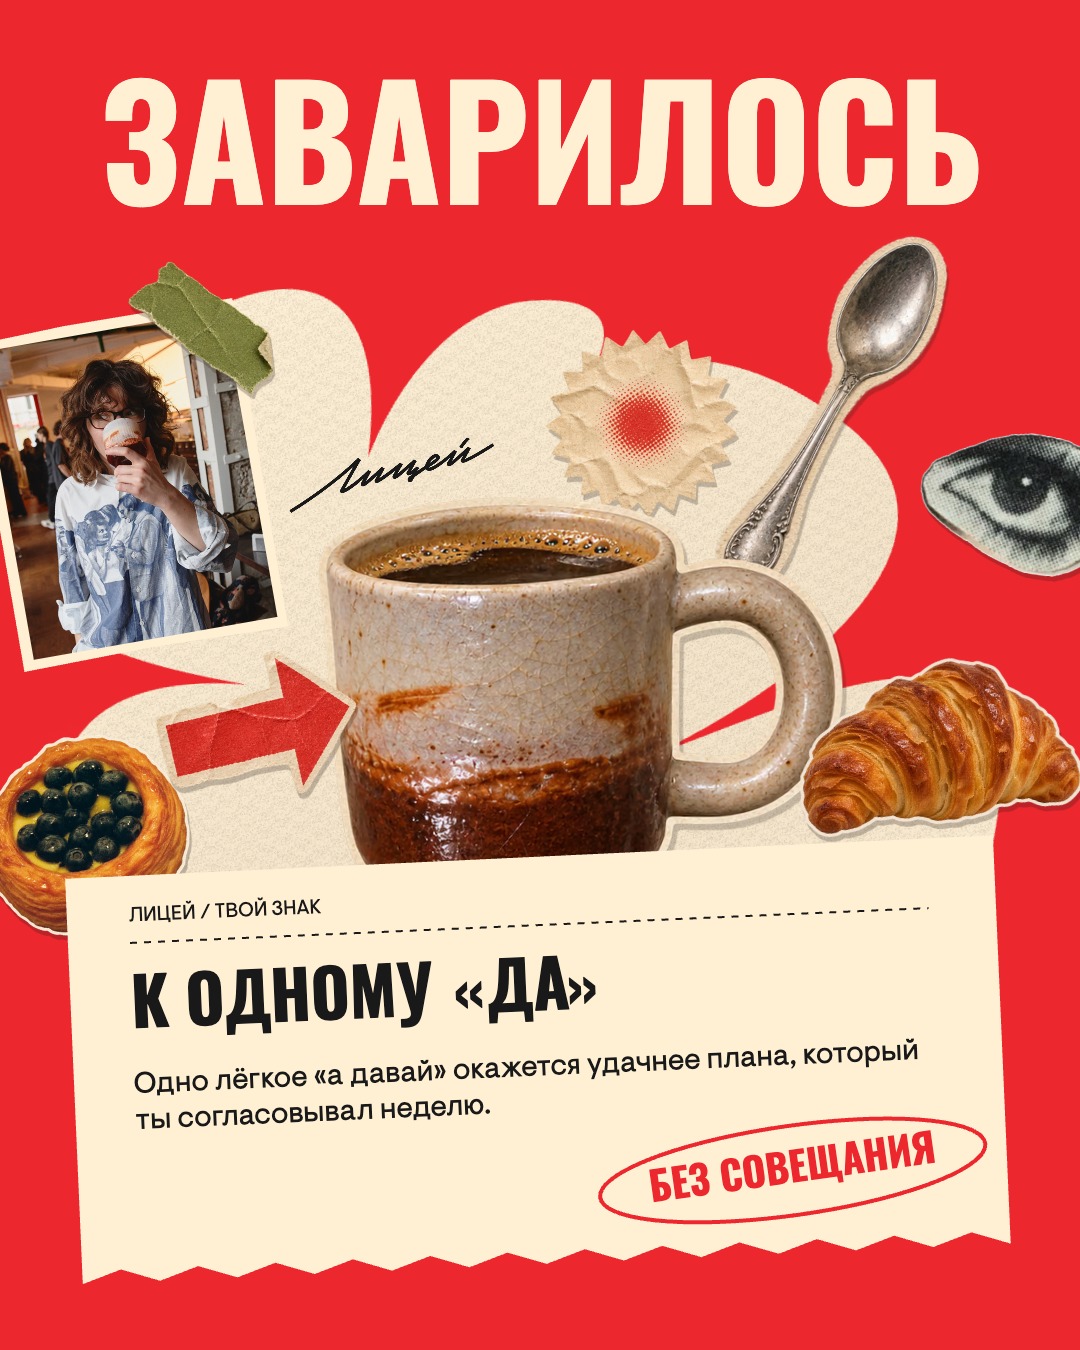 ЗАВАРИЛОСЬ
Лицей
ЛИЦЕЙ / ТВОЙ ЗНАК
К ОДНОМУ «ДА»
Одно лёгкое «а давай» окажется удачнее плана, который
ты согласовывал неделю.
БЕЗ СОВЕЩАНИЯ